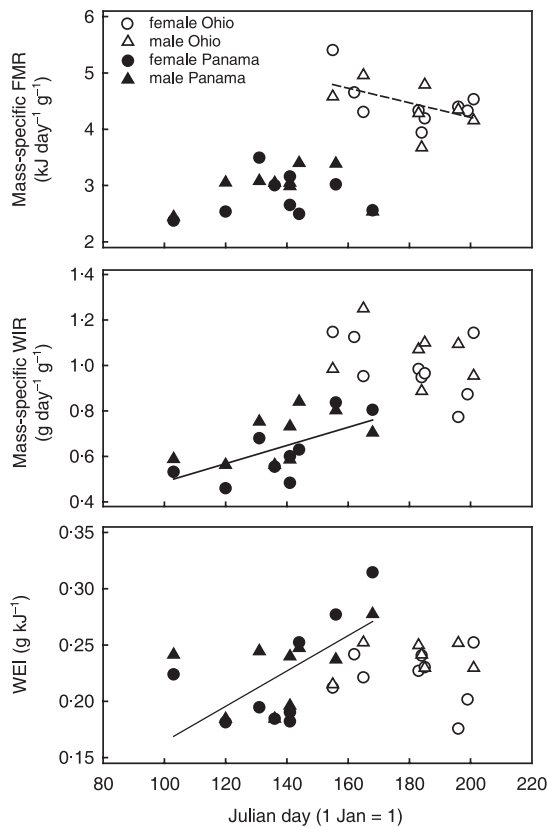 female Ohio
male Ohio
female Panama
male Panama
Mass-specific FMR
(kJ day⁻¹ g⁻¹)
6
5
4
3
2
Mass-specific WIR
(g day⁻¹ g⁻¹)
1·4
1·2
1·0
0·8
0·6
0·4
WEI (g kJ⁻¹)
0·35
0·30
0·25
0·20
0·15
80 100 120 140 160 180 200 220
Julian day (1 Jan = 1)